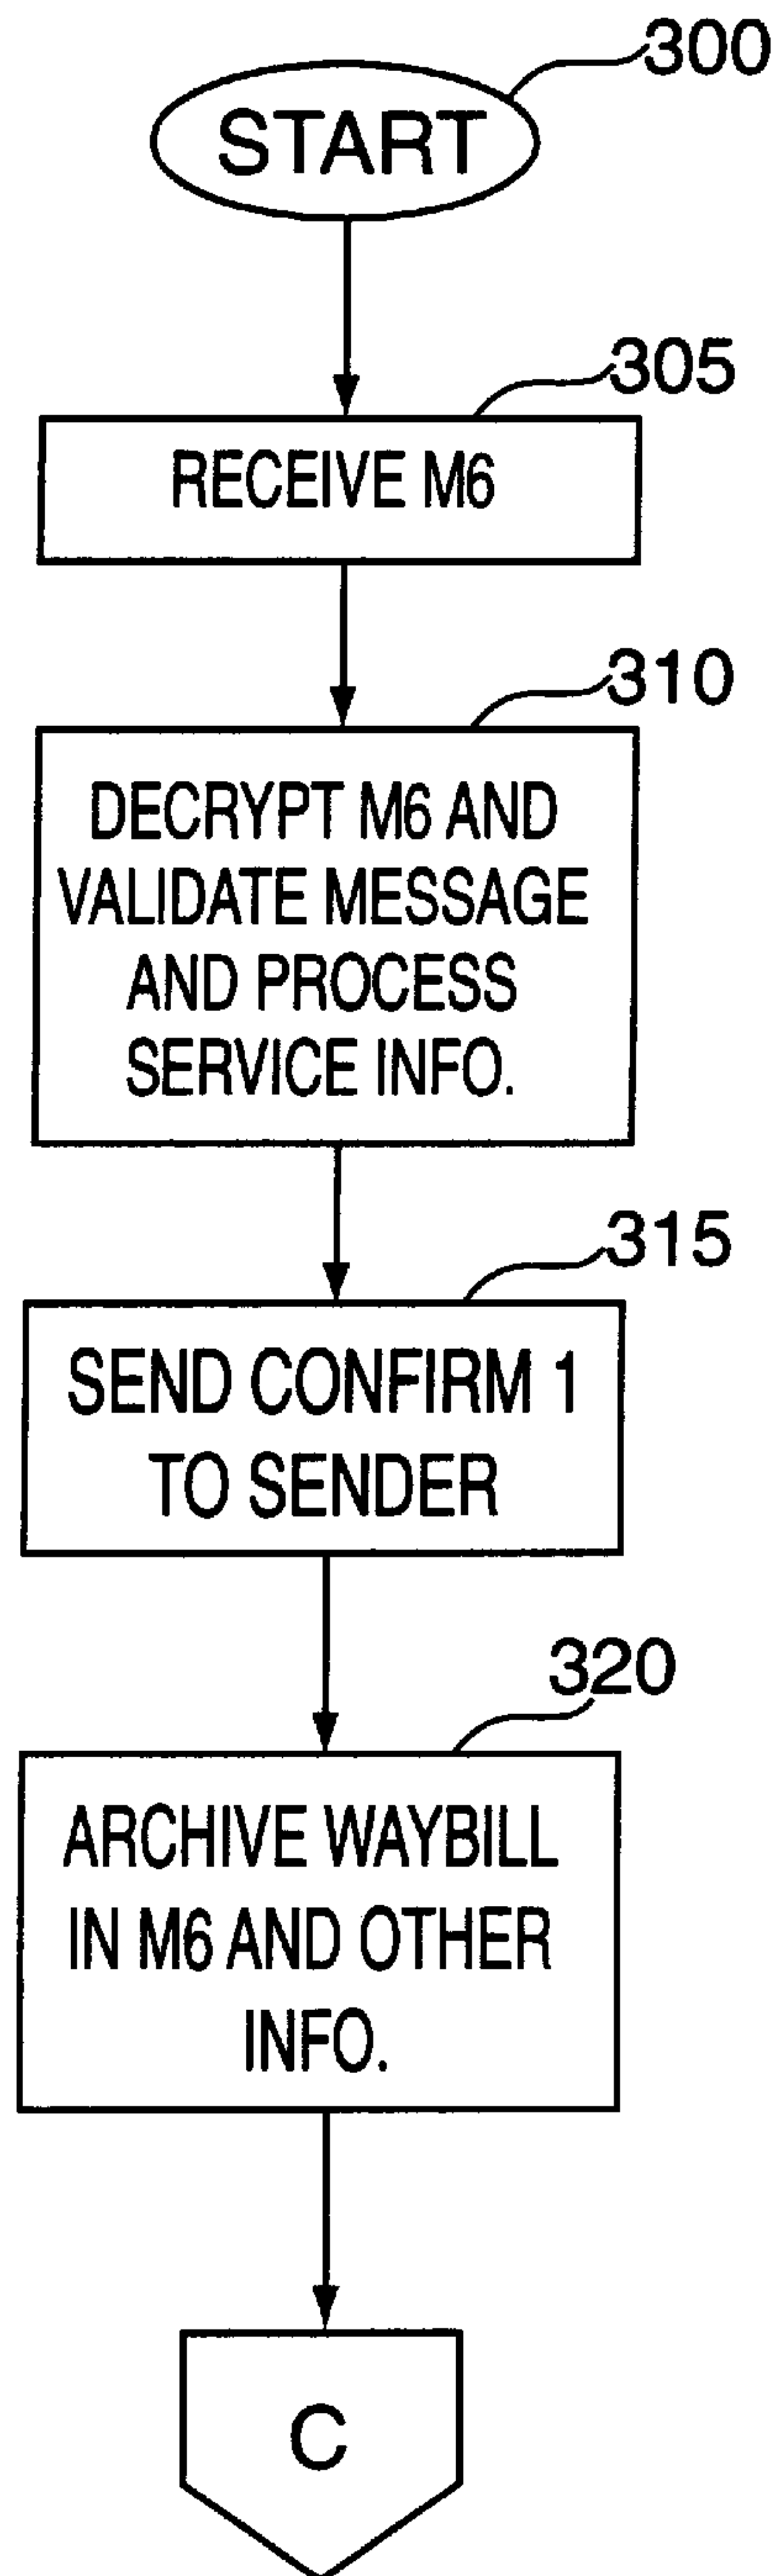 300
START
305
RECEIVE M6
310
DECRYPT M6 AND
VALIDATE MESSAGE
AND PROCESS
SERVICE INFO.
315
SEND CONFIRM 1
TO SENDER
320
ARCHIVE WAYBILL
IN M6 AND OTHER
INFO.
C